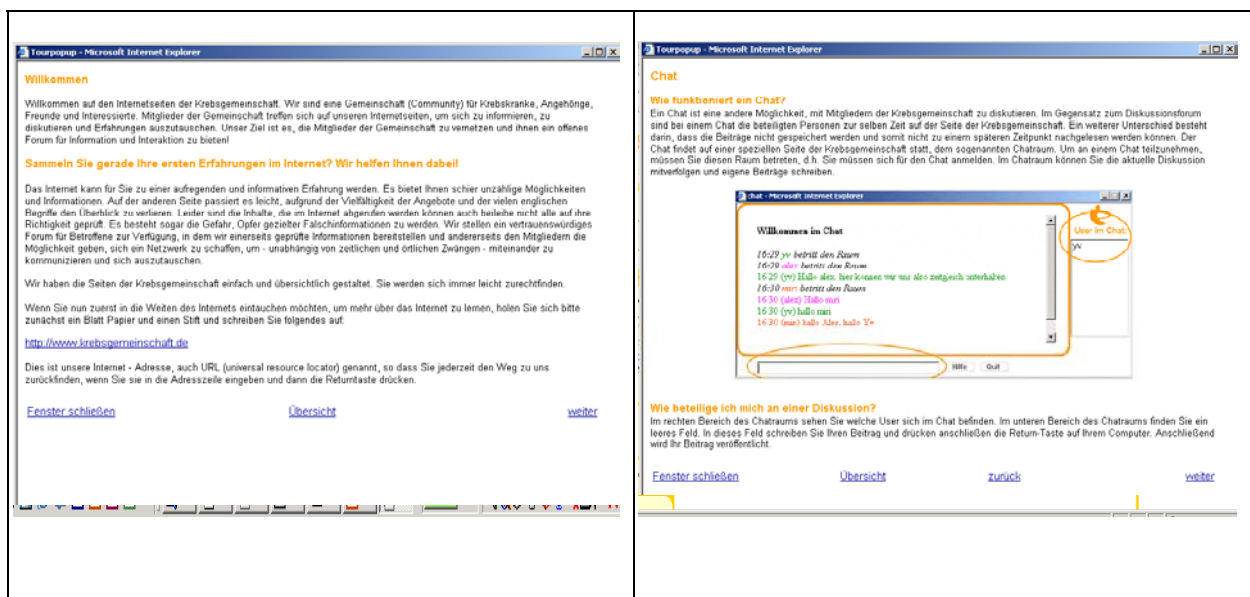 Tourpopup - Microsoft Internet Explorer
Willkommen
Willkommen auf den Internetseiten der Krebsgemeinschaft. Wir sind eine Gemeinschaft (Community) für Krebskranke, Angehörige,
Freunde und Interessierte. Mitglieder der Gemeinschaft treffen sich auf unseren Internetseiten, um sich zu informieren, zu
diskutieren und Erfahrungen auszutauschen. Unser Ziel ist es, die Mitglieder der Gemeinschaft zu vernetzen und ihnen ein offenes
Forum für Information und Interaktion zu bieten!
Sammeln Sie gerade Ihre ersten Erfahrungen im Internet? Wir helfen Ihnen dabei!
Das Internet kann für Sie zu einer aufregenden und informativen Erfahrung werden. Es bietet Ihnen schier unzählige Möglichkeiten
und Informationen. Auf der anderen Seite passiert es leicht, aufgrund der Vielfältigkeit der Angebote und der vielen englischen
Begriffe den Überblick zu verlieren. Leider sind die Inhalte, die im Internet abgerufen werden können auch beileibe nicht alle auf ihre
Richtigkeit geprüft. Es besteht sogar die Gefahr, Opfer gezielter Falschinformationen zu werden. Wir stellen ein vertrauenswürdiges
Forum für Betroffene zur Verfügung, in dem wir einerseits geprüfte Informationen bereitstellen und andererseits den Mitgliedern die
Möglichkeit geben, sich ein Netzwerk zu schaffen, um - unabhängig von zeitlichen und örtlichen Zwängen - miteinander zu
kommunizieren und sich auszutauschen.
Wir haben die Seiten der Krebsgemeinschaft einfach und übersichtlich gestaltet. Sie werden sich immer leicht zurechtfinden.
Wenn Sie nun zuerst in die Weiten des Internets eintauchen möchten, um mehr über das Internet zu lernen, holen Sie sich bitte
zunächst ein Blatt Papier und einen Stift und schreiben Sie folgendes auf:
http://www.krebsgemeinschaft.de
Dies ist unsere Internet - Adresse, auch URL (universal resource locator) genannt, so dass Sie jederzeit den Weg zu uns
zurückfinden, wenn Sie sie in die Adresszeile eingeben und dann die Returntaste drücken.
Fenster schließen Übersicht weiter
Tourpopup - Microsoft Internet Explorer
Chat
Wie funktioniert ein Chat?
Ein Chat ist eine andere Möglichkeit, mit Mitgliedern der Krebsgemeinschaft zu diskutieren. Im Gegensatz zum Diskussionsforum
sind bei einem Chat die beteiligten Personen zur selben Zeit auf der Seite der Krebsgemeinschaft. Ein weiterer Unterschied besteht
darin, dass die Beiträge nicht gespeichert werden und somit nicht zu einem späteren Zeitpunkt nachgelesen werden können. Der
Chat findet auf einer speziellen Seite der Krebsgemeinschaft statt, dem sogenannten Chatraum. Um an einem Chat teilzunehmen,
müssen Sie diesen Raum betreten, d.h. Sie müssen sich für den Chat anmelden. Im Chatraum können Sie die aktuelle Diskussion
mitverfolgen und eigene Beiträge schreiben.
chat - Microsoft Internet Explorer
Willkommen im Chat
User im Chat:
yv
16:29 yv betritt den Raum
16:29 alex betritt den Raum
16:29 (yv) Hallo alex, hier können wir uns also zeitgleich unterhalten
16:30 miri betritt den Raum
16:30 (alex) Hallo miri
16:30 (yv) hallo miri
16:30 (miri) hallo Alex, hallo
Hilfe Quit
Wie beteilige ich mich an einer Diskussion?
Im rechten Bereich des Chatraums sehen Sie welche User sich im Chat befinden. Im unteren Bereich des Chatraums finden Sie ein
leeres Feld. In dieses Feld schreiben Sie Ihren Beitrag und drücken anschließen die Return-Taste auf Ihrem Computer. Anschließend
wird Ihr Beitrag veröffentlicht.
Fenster schließen Übersicht zurück weiter